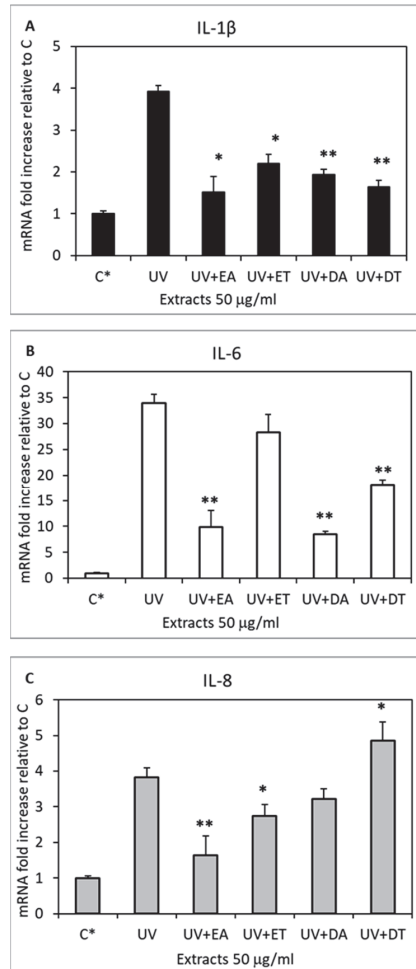 A
IL-1β
mRNA fold increase relative to C
5
4
3
2
1
0
*
*
**
**
C*
UV
UV+EA
UV+ET
UV+DA
UV+DT
Extracts 50 µg/ml
B
IL-6
mRNA fold increase relative to C
40
35
30
25
20
15
10
5
0
**
**
**
C*
UV
UV+EA
UV+ET
UV+DA
UV+DT
Extracts 50 µg/ml
C
IL-8
mRNA fold increase relative to C
6
5
4
3
2
1
0
**
*
*
C*
UV
UV+EA
UV+ET
UV+DA
UV+DT
Extracts 50 µg/ml